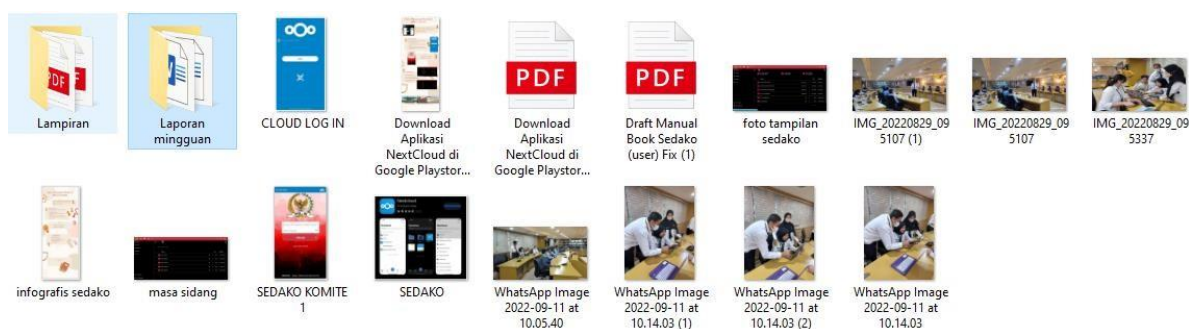 Lampiran
Laporan
mingguan
CLOUD LOG IN
Download
Aplikasi
NextCloud di
Google Playstor...
PDF
Download
Aplikasi
NextCloud di
Google Playstor...
PDF
Draft Manual
Book Sedako
(user) Fix (1)
foto tampilan
sedako
IMG_20220829_09
5107 (1)
IMG_20220829_09
5107
IMG_20220829_09
5337
infografis sedako
masa sidang
SEDAKO KOMITE
1
SEDAKO
WhatsApp Image
2022-09-11 at
10.05.40
WhatsApp Image
2022-09-11 at
10.14.03 (1)
WhatsApp Image
2022-09-11 at
10.14.03 (2)
WhatsApp Image
2022-09-11 at
10.14.03